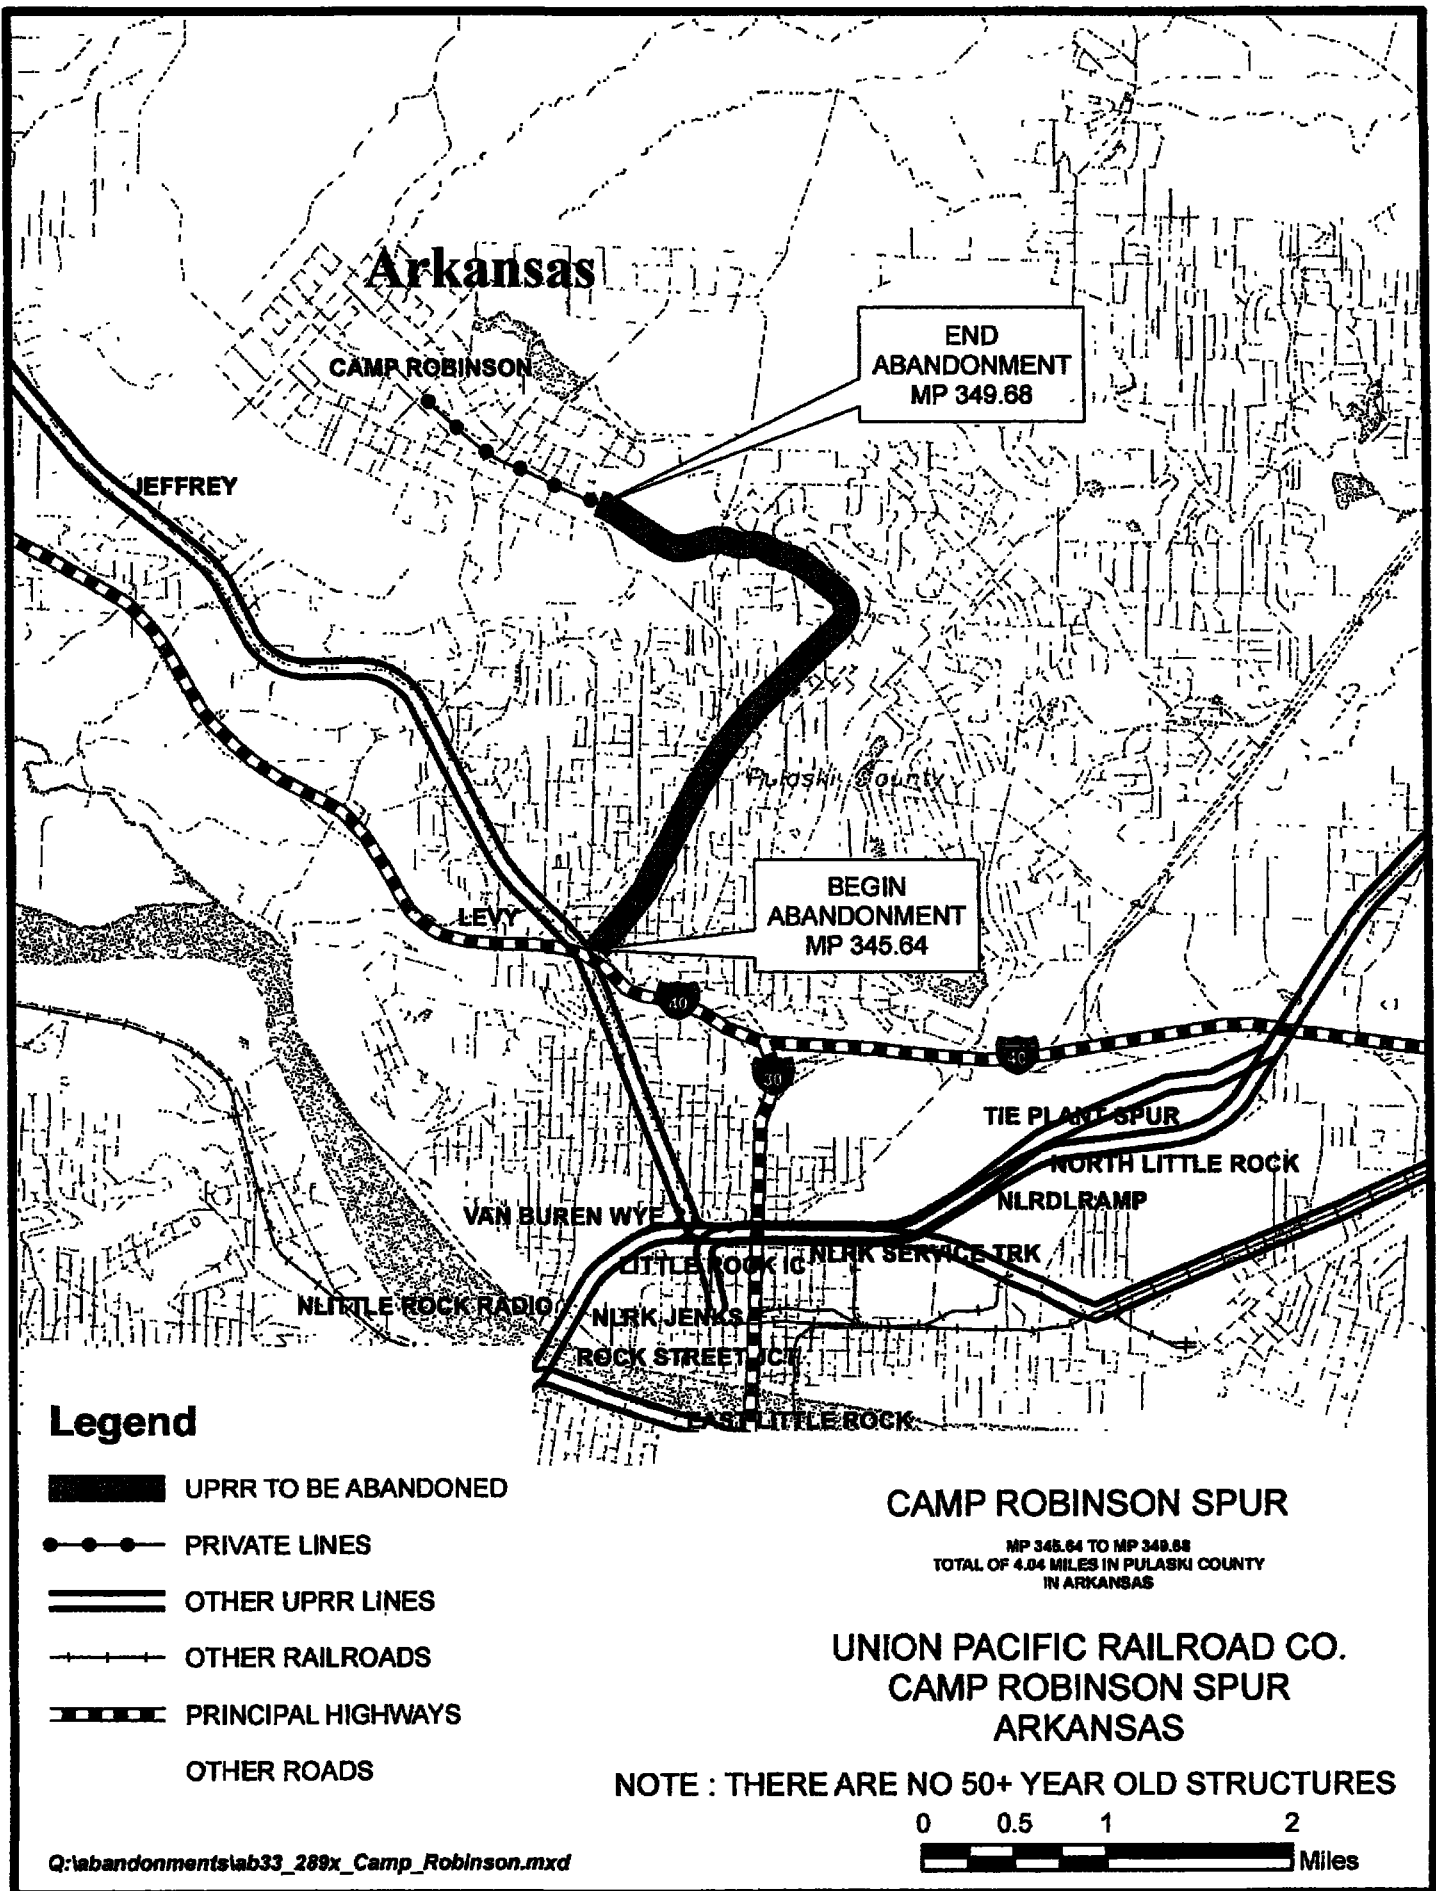 Arkansas
CAMP ROBINSON
END
ABANDONMENT
MP 349.68
JEFFREY
Pulaski County
BEGIN
ABANDONMENT
MP 345.64
LEVY
40
40
30
TIE PLANT SPUR
NORTH LITTLE ROCK
NLRDLRAMP
VAN BUREN WYE
NLRK SERVICE TRK
LITTLE ROCK IC
NLITTLE ROCK RADIO
NLRK JENKS
ROCK STREET JCT
EAST LITTLE ROCK
Legend
UPRR TO BE ABANDONED
PRIVATE LINES
OTHER UPRR LINES
OTHER RAILROADS
PRINCIPAL HIGHWAYS
OTHER ROADS
CAMP ROBINSON SPUR
MP 345.64 TO MP 349.68
TOTAL OF 4.04 MILES IN PULASKI COUNTY
IN ARKANSAS
UNION PACIFIC RAILROAD CO.
CAMP ROBINSON SPUR
ARKANSAS
NOTE : THERE ARE NO 50+ YEAR OLD STRUCTURES
0 0.5 1 2
Miles
Q:\abandonments\ab33_289x_Camp_Robinson.mxd